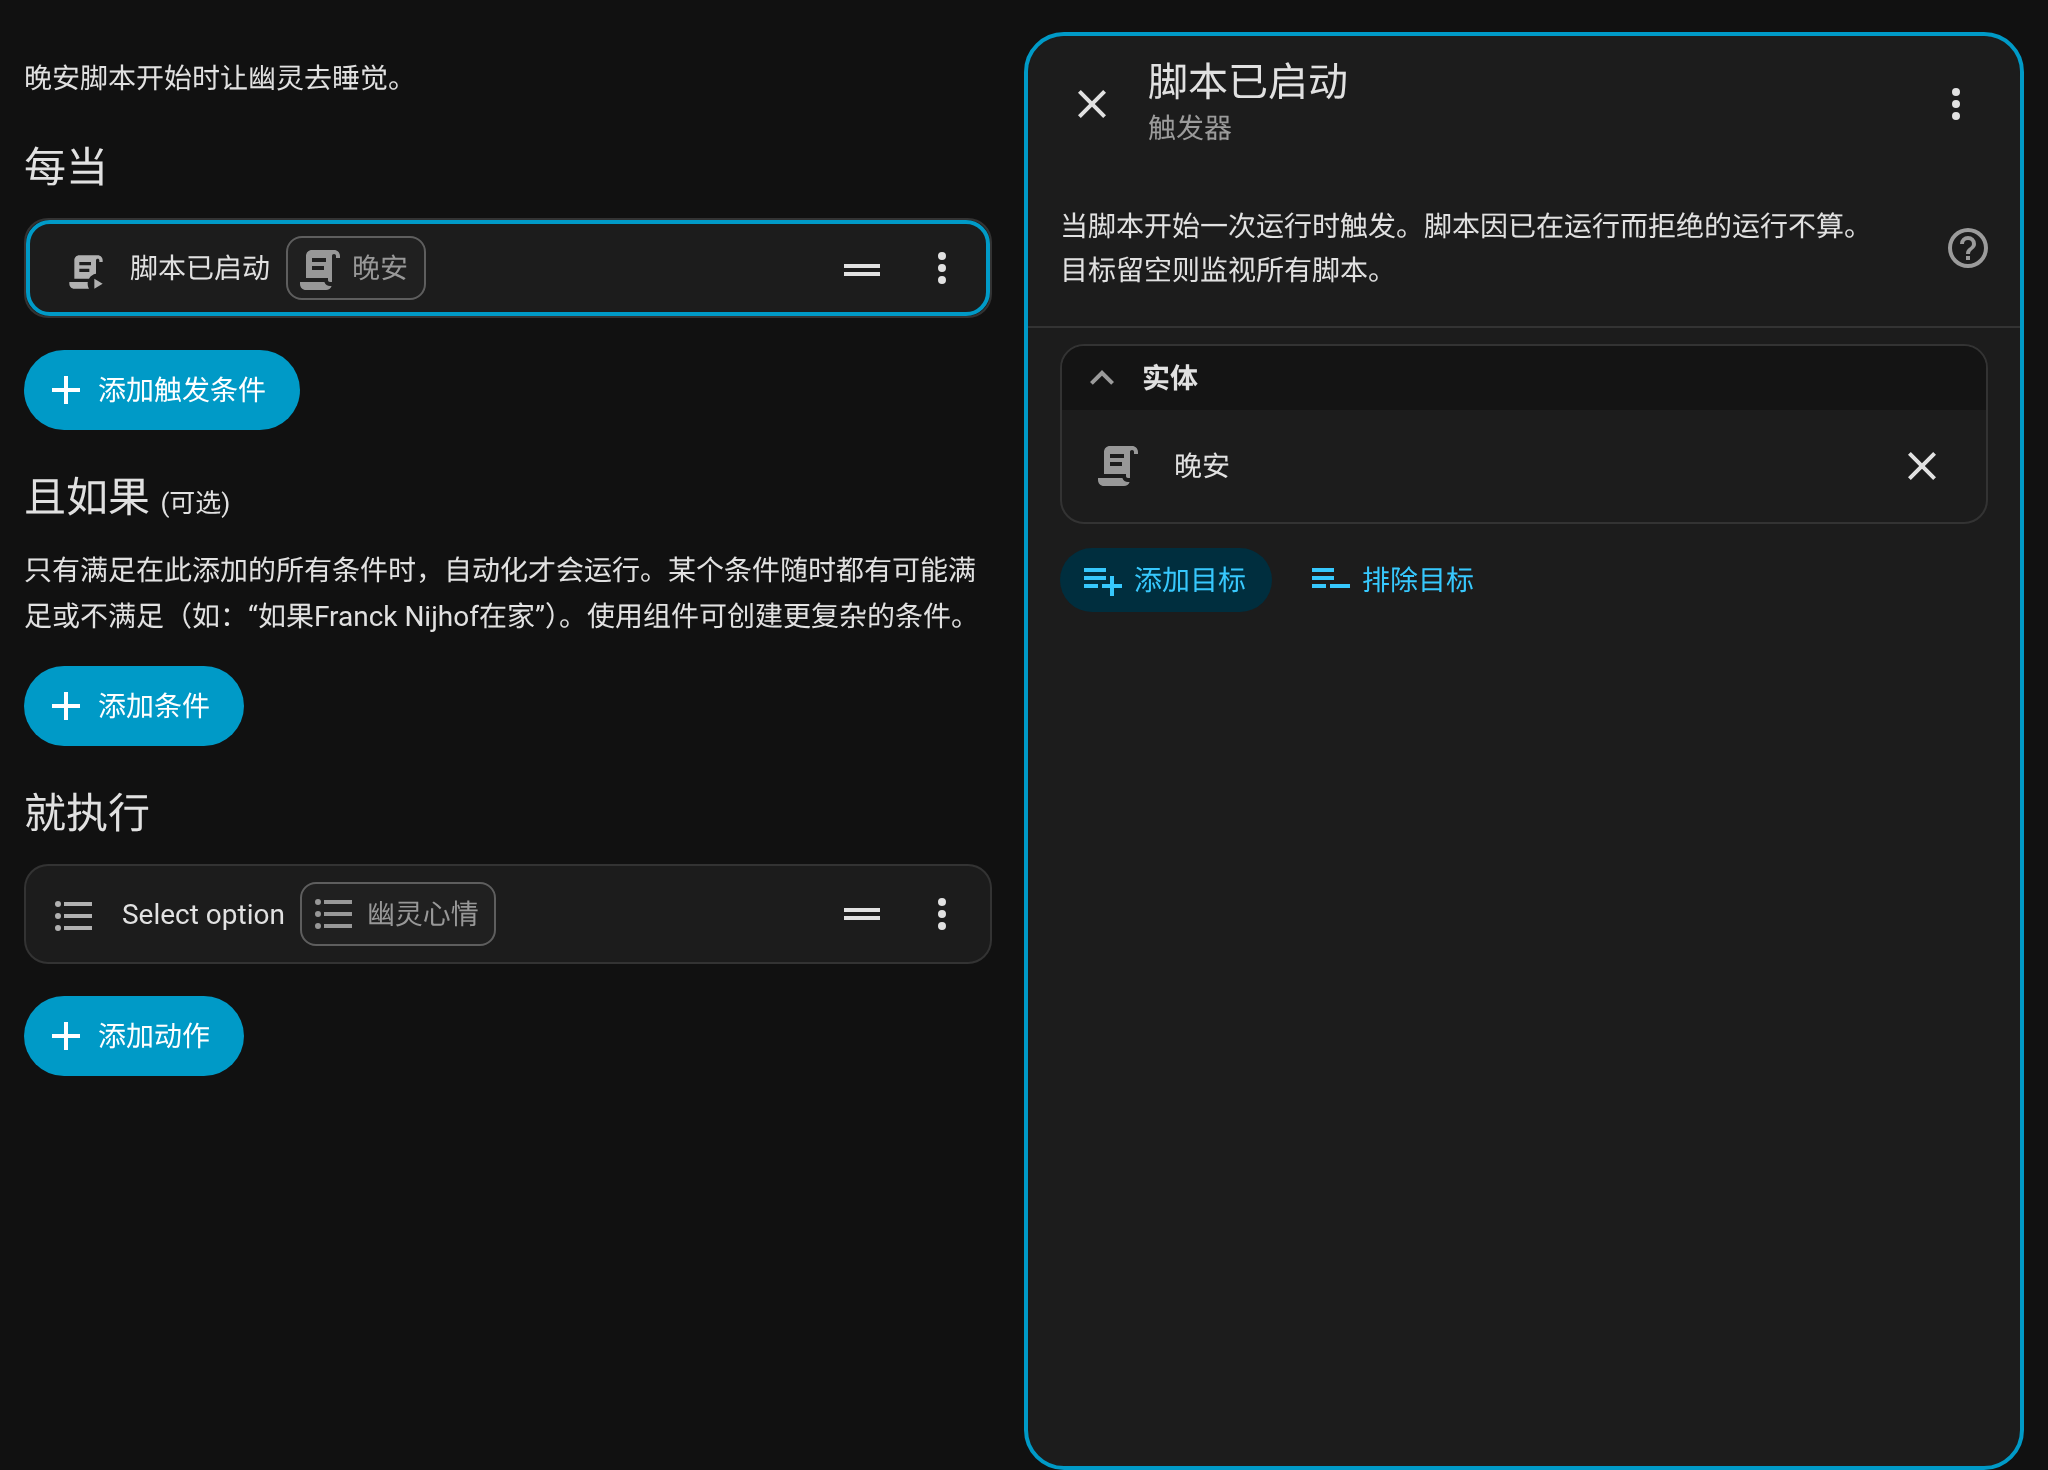 晚安脚本开始时让幽灵去睡觉。
每当
脚本已启动 晚安
添加触发条件
且如果 (可选)
只有满足在此添加的所有条件时，自动化才会运行。某个条件随时都有可能满
足或不满足（如：“如果Franck Nijhof在家”）。使用组件可创建更复杂的条件。
添加条件
就执行
Select option 幽灵心情
添加动作
脚本已启动
触发器
当脚本开始一次运行时触发。脚本因已在运行而拒绝的运行不算。
目标留空则监视所有脚本。
实体
晚安
添加目标 排除目标